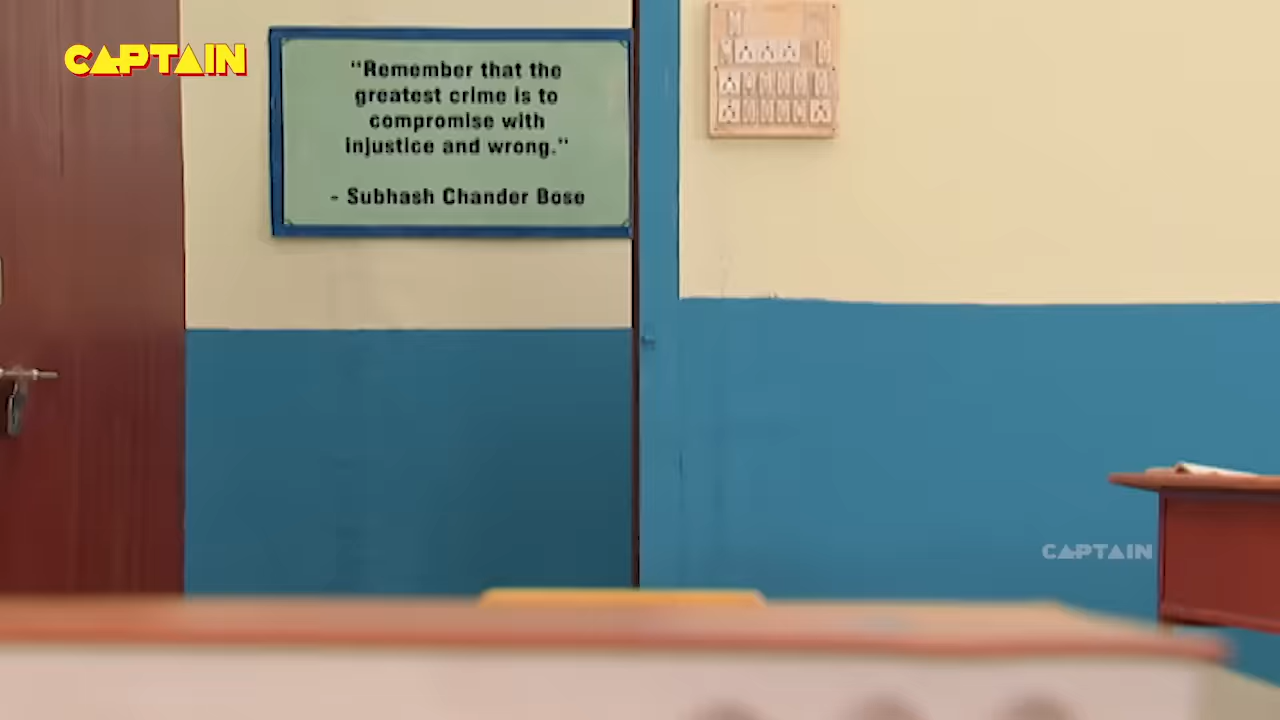 CAPTAIN
"Remember that the
greatest crime is to
compromise with
injustice and wrong."
- Subhash Chander Bose
CAPTAIN